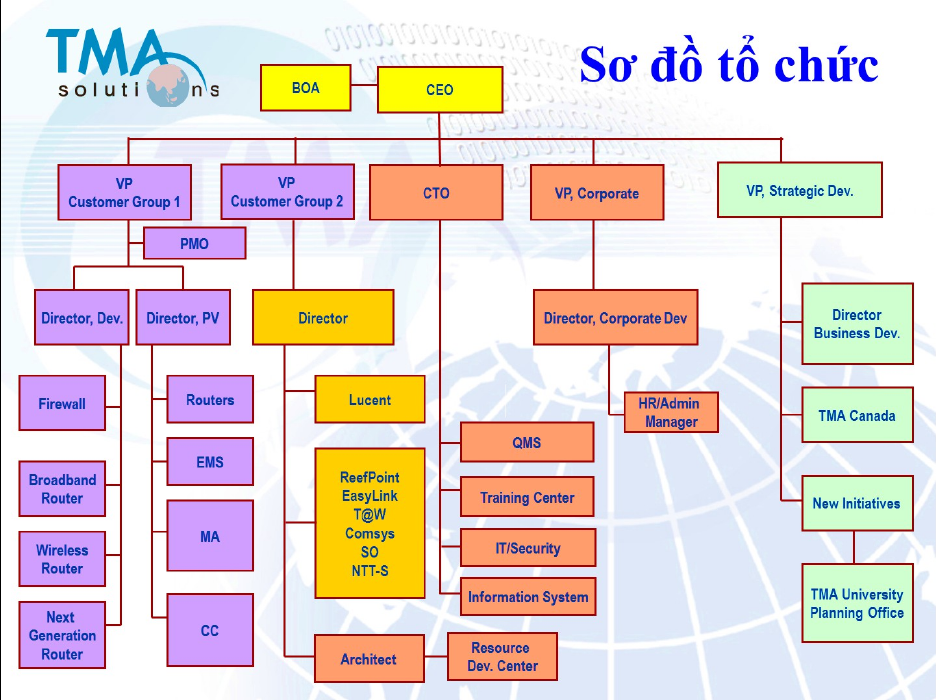 TMA
solutions
Sơ đồ tổ chức
BOA
CEO
VP
Customer Group 1
VP
Customer Group 2
CTO
VP, Corporate
VP, Strategic Dev.
PMO
Director, Dev.
Director, PV
Director
Director, Corporate Dev
Director
Business Dev.
Firewall
Routers
Lucent
HR/Admin
Manager
TMA Canada
Broadband
Router
EMS
ReefPoint
EasyLink
T@W
Comsys
SO
NTT-S
QMS
Training Center
New Initiatives
Wireless
Router
MA
IT/Security
Information System
Next
Generation
Router
CC
Architect
Resource
Dev. Center
TMA University
Planning Office